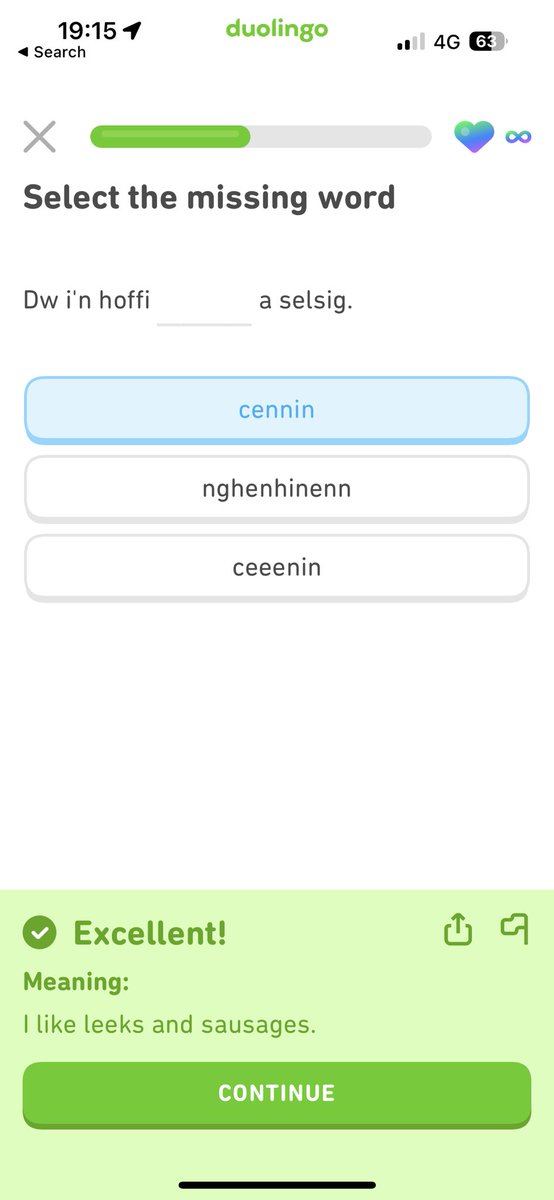 19:15
duolingo
4G
63
◀ Search
∞
Select the missing word
Dw i'n hoffi ______ a selsig.
cennin
nghenhinenn
ceeenin
Excellent!
Meaning:
I like leeks and sausages.
CONTINUE